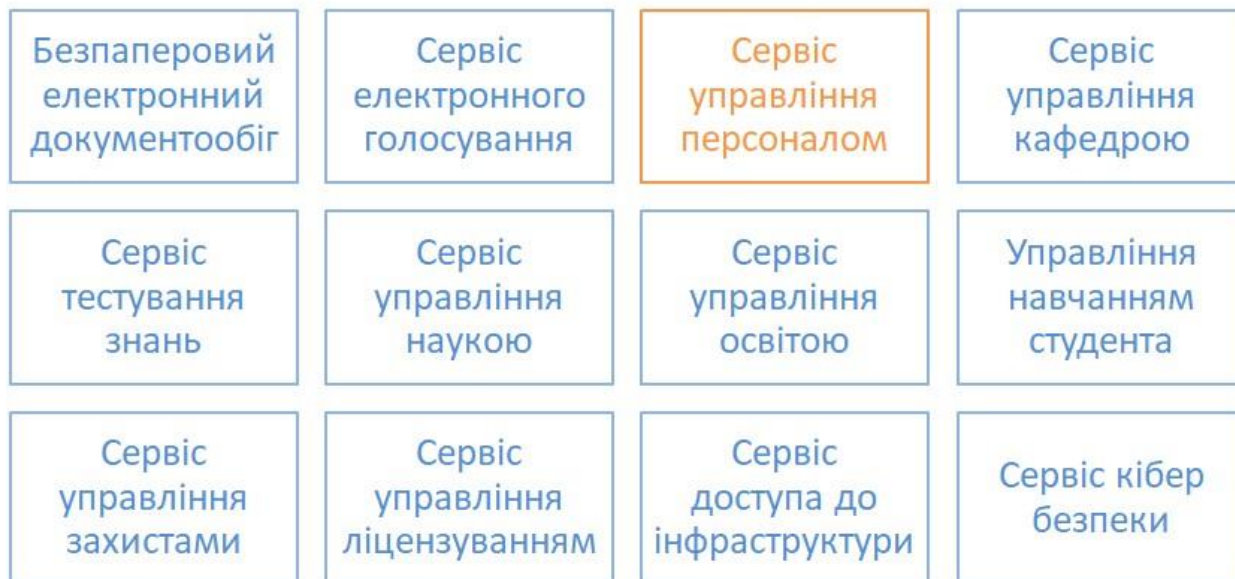 Безпаперовий
електронний
документообіг
Сервіс
електронного
голосування
Сервіс
управління
персоналом
Сервіс
управління
кафедрою
Сервіс
тестування
знань
Сервіс
управління
наукою
Сервіс
управління
освітою
Управління
навчанням
студента
Сервіс
управління
захистами
Сервіс
управління
ліцензуванням
Сервіс
доступа до
інфраструктури
Сервіс кібер
безпеки